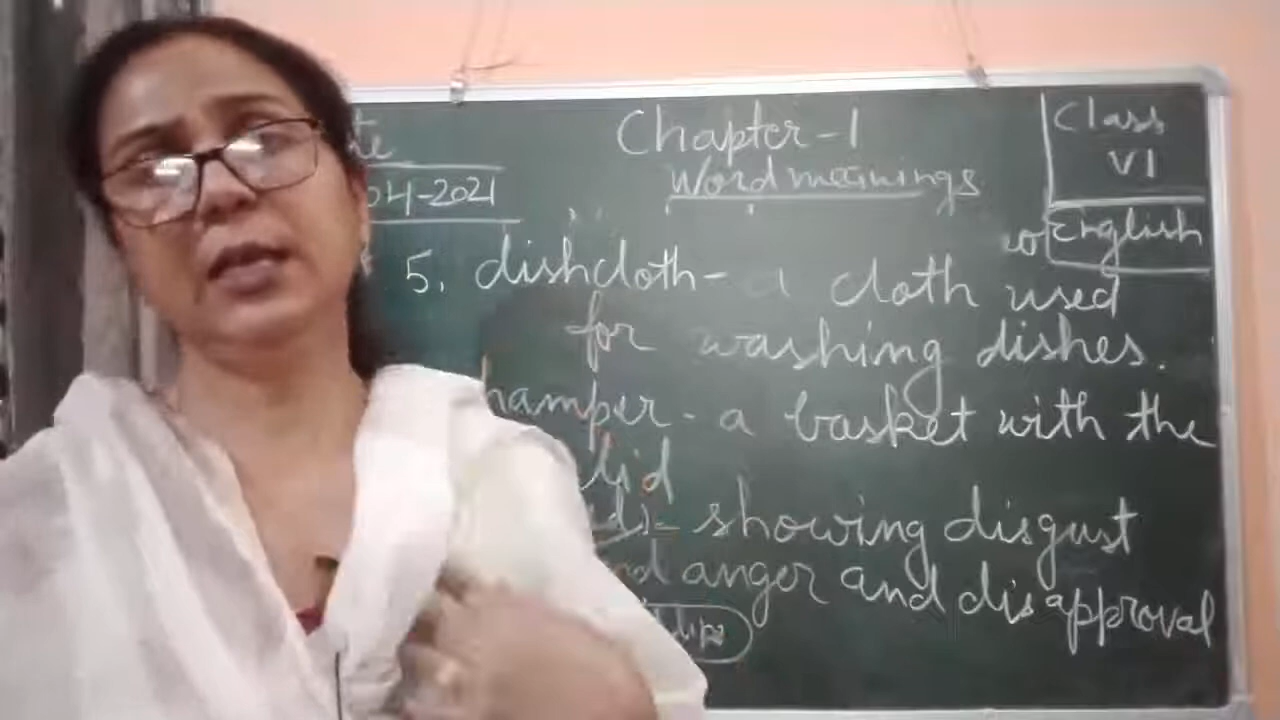 Chapter-1
Class
VI
Word meanings
04-2021
English
5. dishcloth - a cloth used
for washing dishes.
hamper - a basket with the
lid
showing disgust
and anger and disapproval